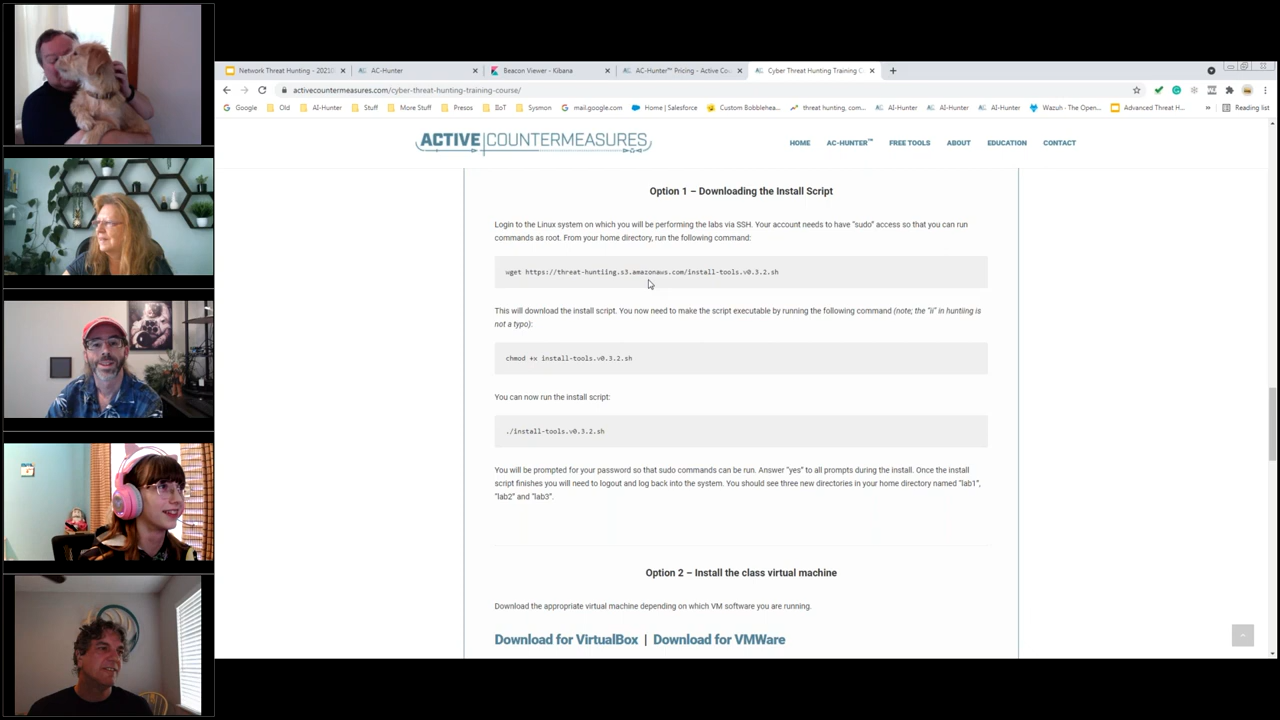 Network Threat Hunting - 20210
AC-Hunter
Beacon Viewer - Kibana
AC-Hunter™ Pricing - Active Cou
Cyber Threat Hunting Training C
activecountermeasures.com/cyber-threat-hunting-training-course/
Google
Old
AI-Hunter
Stuff
More Stuff
Presos
IIoT
Sysmon
mail.google.com
Home | Salesforce
Custom Bobblehea...
threat hunting, com...
AI-Hunter
AI-Hunter
AI-Hunter
Wazuh - The Open...
Advanced Threat H...
»
Reading list
ACTIVE COUNTERMEASURES
HOME
AC-HUNTER™
FREE TOOLS
ABOUT
EDUCATION
CONTACT
Option 1 – Downloading the Install Script
Login to the Linux system on which you will be performing the labs via SSH. Your account needs to have “sudo” access so that you can run
commands as root. From your home directory, run the following command:
wget https://threat-huntiing.s3.amazonaws.com/install-tools.v0.3.2.sh
This will download the install script. You now need to make the script executable by running the following command (note; the “ii” in hunting is
not a typo):
chmod +x install-tools.v0.3.2.sh
You can now run the install script:
./install-tools.v0.3.2.sh
You will be prompted for your password so that sudo commands can be run. Answer “yes” to all prompts during the install. Once the install
script finishes you will need to logout and log back into the system. You should see three new directories in your home directory named “lab1”,
“lab2” and “lab3”.
Option 2 – Install the class virtual machine
Download the appropriate virtual machine depending on which VM software you are running.
Download for VirtualBox | Download for VMWare